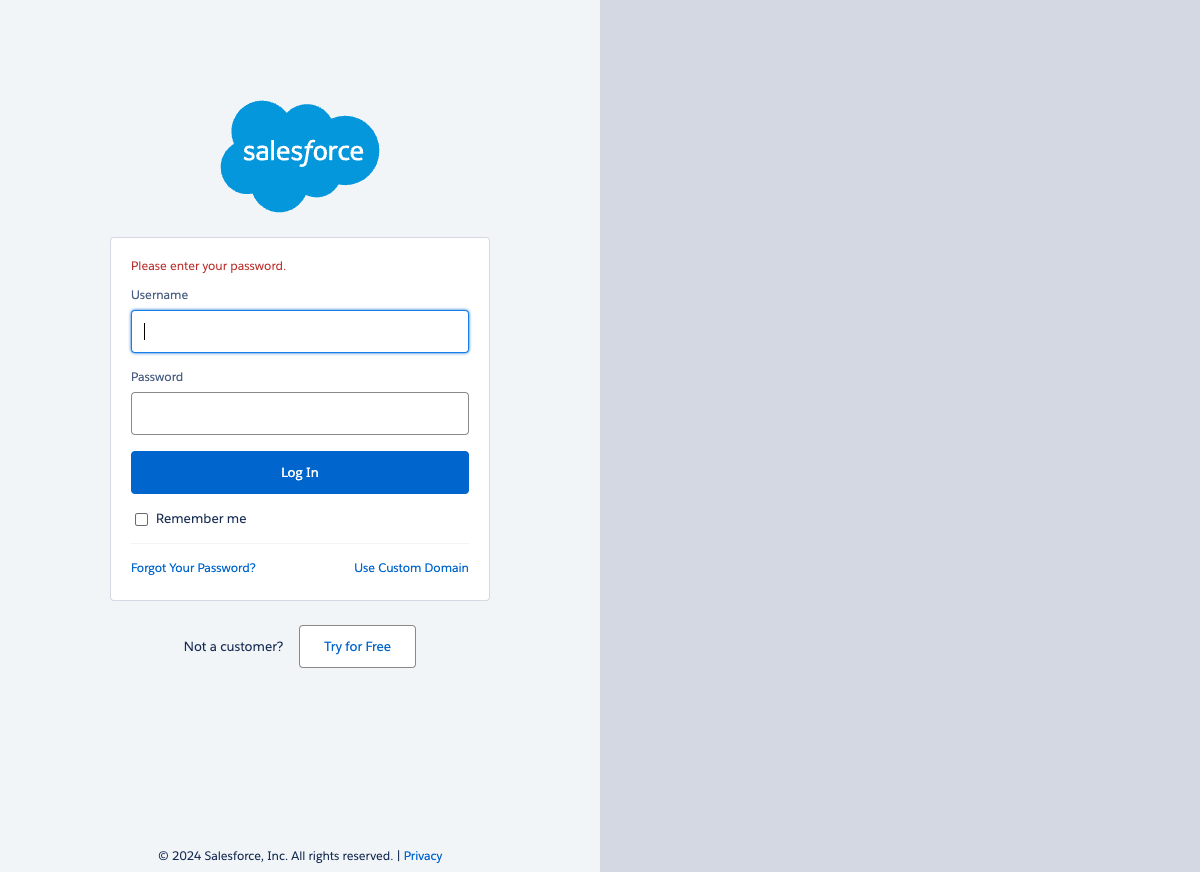 salesforce
Please enter your password.
Username
Password
Log In
Remember me
Forgot Your Password? Use Custom Domain
Not a customer? Try for Free
© 2024 Salesforce, Inc. All rights reserved. | Privacy